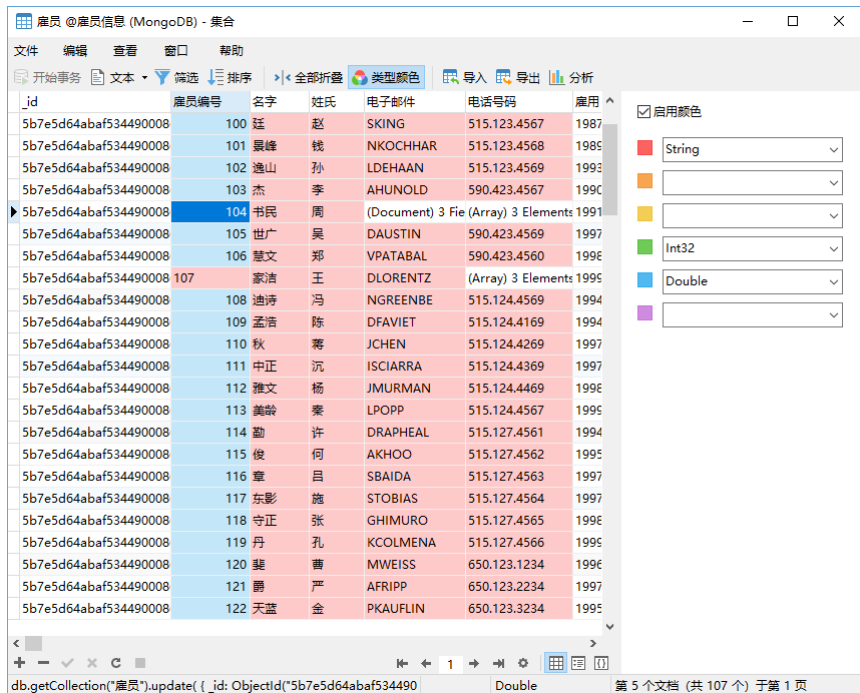 雇员 @雇员信息 (MongoDB) - 集合
文件 编辑 查看 窗口 帮助
开始事务 文本 筛选 排序 全部折叠 类型颜色 导入 导出 分析
_id 雇员编号 名字 姓氏 电子邮件 电话号码 雇用
5b7e5d64abaf534490008 100 廷 赵 SKING 515.123.4567 1987
5b7e5d64abaf534490008 101 景峰 钱 NKOCHHAR 515.123.4568 1989
5b7e5d64abaf534490008 102 逸山 孙 LDEHAAN 515.123.4569 1993
5b7e5d64abaf534490008 103 杰 李 AHUNOLD 590.423.4567 1990
5b7e5d64abaf534490008 104 书民 周 (Document) 3 Fie (Array) 3 Elements 1991
5b7e5d64abaf534490008 105 世广 吴 DAUSTIN 590.423.4569 1997
5b7e5d64abaf534490008 106 慧文 郑 VPATABAL 590.423.4560 1998
5b7e5d64abaf534490008 107 家洁 王 DLORENTZ (Array) 3 Elements 1999
5b7e5d64abaf534490008 108 迪诗 冯 NGREENBE 515.124.4569 1994
5b7e5d64abaf534490008 109 孟浩 陈 DFAVIET 515.124.4169 1994
5b7e5d64abaf534490008 110 秋 蒋 JCHEN 515.124.4269 1997
5b7e5d64abaf534490008 111 中正 沉 ISCIARRA 515.124.4369 1997
5b7e5d64abaf534490008 112 雅文 杨 JMURMAN 515.124.4469 1998
5b7e5d64abaf534490008 113 美龄 秦 LPOPP 515.124.4567 1999
5b7e5d64abaf534490008 114 勤 许 DRAPHEAL 515.127.4561 1994
5b7e5d64abaf534490008 115 俊 何 AKHOO 515.127.4562 1995
5b7e5d64abaf534490008 116 章 吕 SBAIDA 515.127.4563 1997
5b7e5d64abaf534490008 117 东影 施 STOBIAS 515.127.4564 1997
5b7e5d64abaf534490008 118 守正 张 GHIMURO 515.127.4565 1998
5b7e5d64abaf534490008 119 丹 孔 KCOLMENA 515.127.4566 1999
5b7e5d64abaf534490008 120 斐 曹 MWEISS 650.123.1234 1996
5b7e5d64abaf534490008 121 爵 严 AFRIPP 650.123.2234 1997
5b7e5d64abaf534490008 122 天蓝 金 PKAUFLIN 650.123.3234 1995
启用颜色
String
Int32
Double
1
db.getCollection("雇员").update( { _id: ObjectId("5b7e5d64abaf534490 Double 第 5 个文档 (共 107 个) 于第 1 页